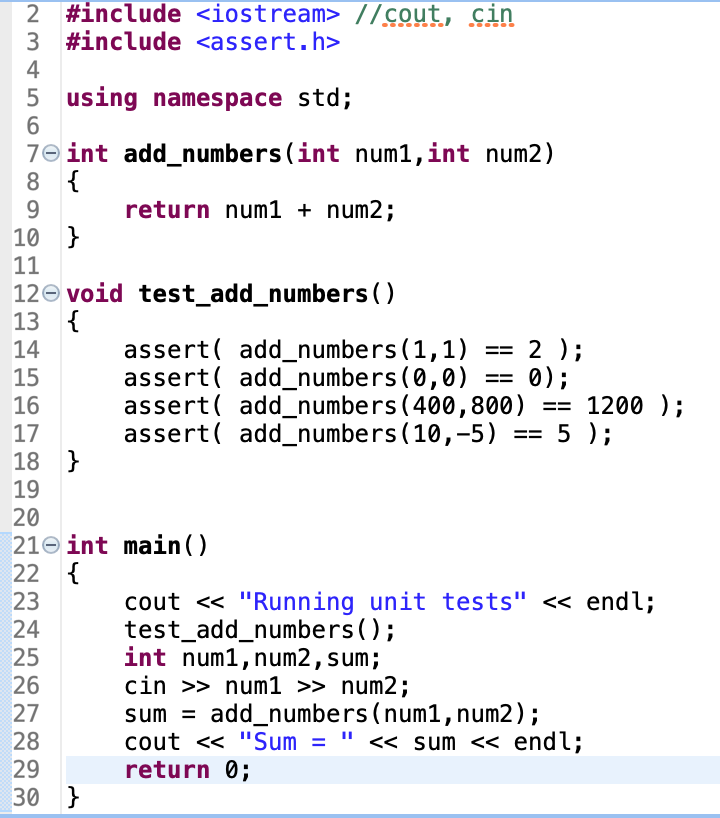 2 #include <iostream> //cout, cin
3 #include <assert.h>
4
5 using namespace std;
6
7 int add_numbers(int num1,int num2)
8 {
9     return num1 + num2;
10 }
11
12 void test_add_numbers()
13 {
14     assert( add_numbers(1,1) == 2 );
15     assert( add_numbers(0,0) == 0);
16     assert( add_numbers(400,800) == 1200 );
17     assert( add_numbers(10,-5) == 5 );
18 }
19
20
21 int main()
22 {
23     cout << "Running unit tests" << endl;
24     test_add_numbers();
25     int num1,num2,sum;
26     cin >> num1 >> num2;
27     sum = add_numbers(num1,num2);
28     cout << "Sum = " << sum << endl;
29     return 0;
30 }